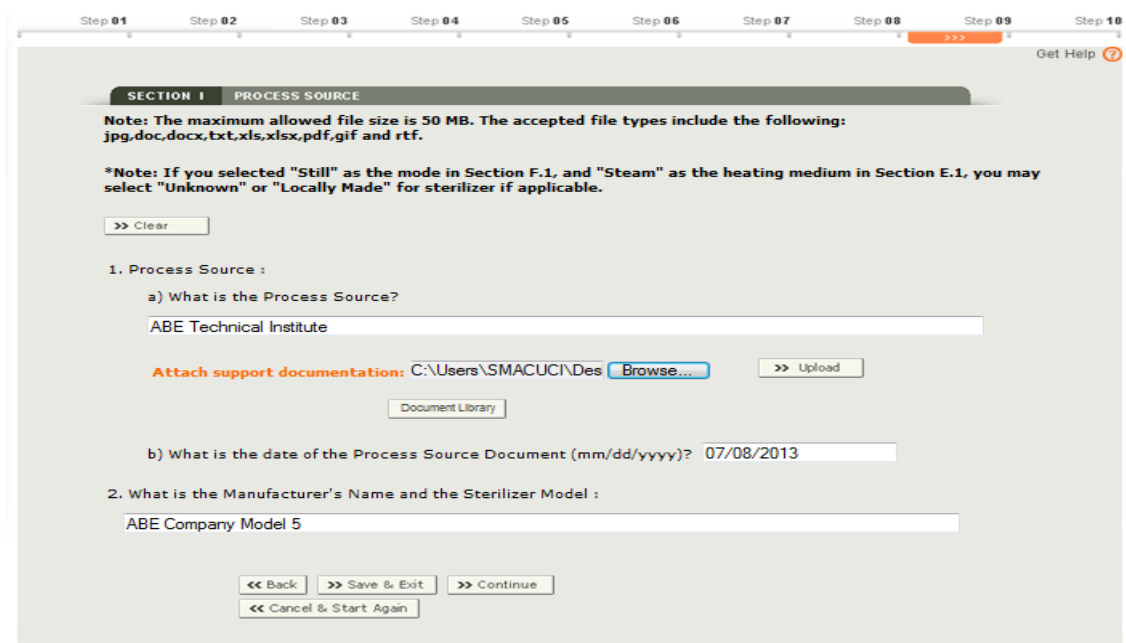 Step 01 Step 02 Step 03 Step 04 Step 05 Step 06 Step 07 Step 08 Step 09 Step 10
>>>
Get Help ?
SECTION I PROCESS SOURCE
Note: The maximum allowed file size is 50 MB. The accepted file types include the following:
jpg,doc,docx,txt,xls,xlsx,pdf,gif and rtf.
*Note: If you selected "Still" as the mode in Section F.1, and "Steam" as the heating medium in Section E.1, you may
select "Unknown" or "Locally Made" for sterilizer if applicable.
>> Clear
1. Process Source :
a) What is the Process Source?
ABE Technical Institute
Attach support documentation: C:\Users\SMACUCI\Des Browse... >> Upload
Document Library
b) What is the date of the Process Source Document (mm/dd/yyyy)? 07/08/2013
2. What is the Manufacturer's Name and the Sterilizer Model :
ABE Company Model 5
<< Back >> Save & Exit >> Continue
<< Cancel & Start Again